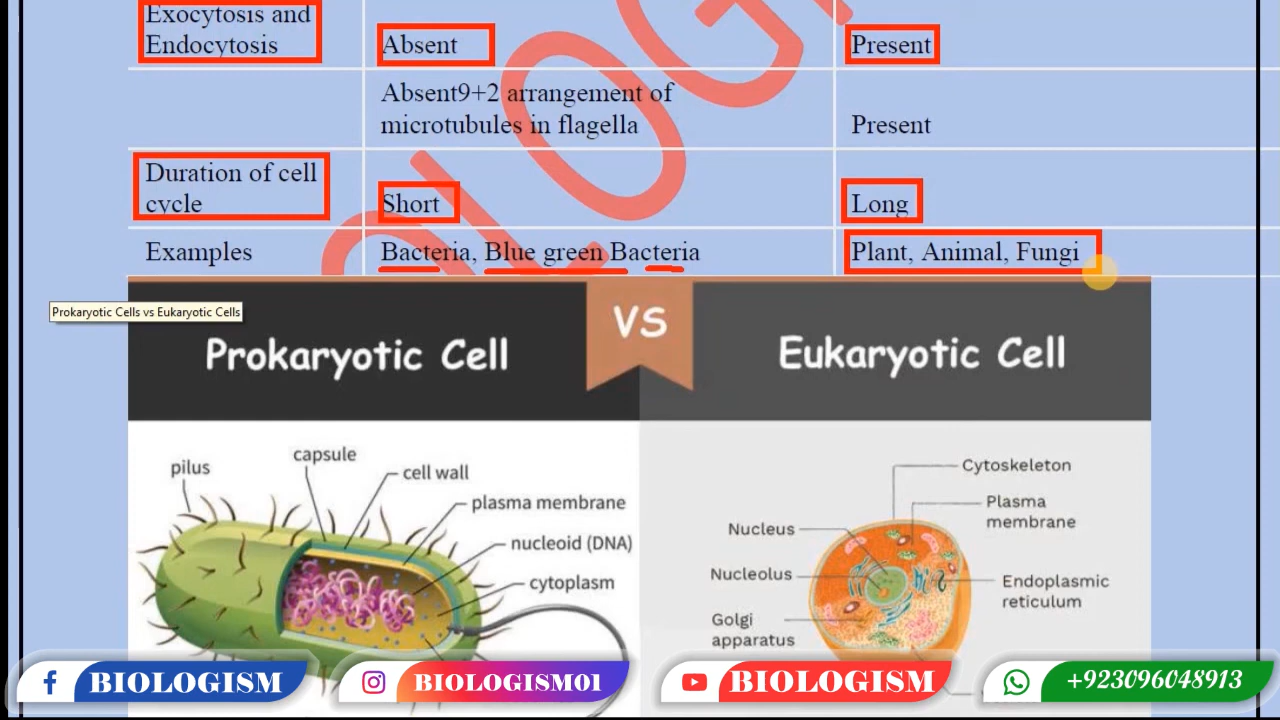 Exocytosis and
Endocytosis
Absent
Present
Absent9+2 arrangement of
microtubules in flagella
Present
Duration of cell
cycle
Short
Long
Examples
Bacteria, Blue green Bacteria
Plant, Animal, Fungi
Prokaryotic Cells vs Eukaryotic Cells
Prokaryotic Cell
VS
Eukaryotic Cell
pilus
capsule
cell wall
plasma membrane
nucleoid (DNA)
cytoplasm
Cytoskeleton
Plasma
membrane
Nucleus
Nucleolus
Endoplasmic
reticulum
Golgi
apparatus
BIOLOGISM
BIOLOGISM01
BIOLOGISM
+923096048913